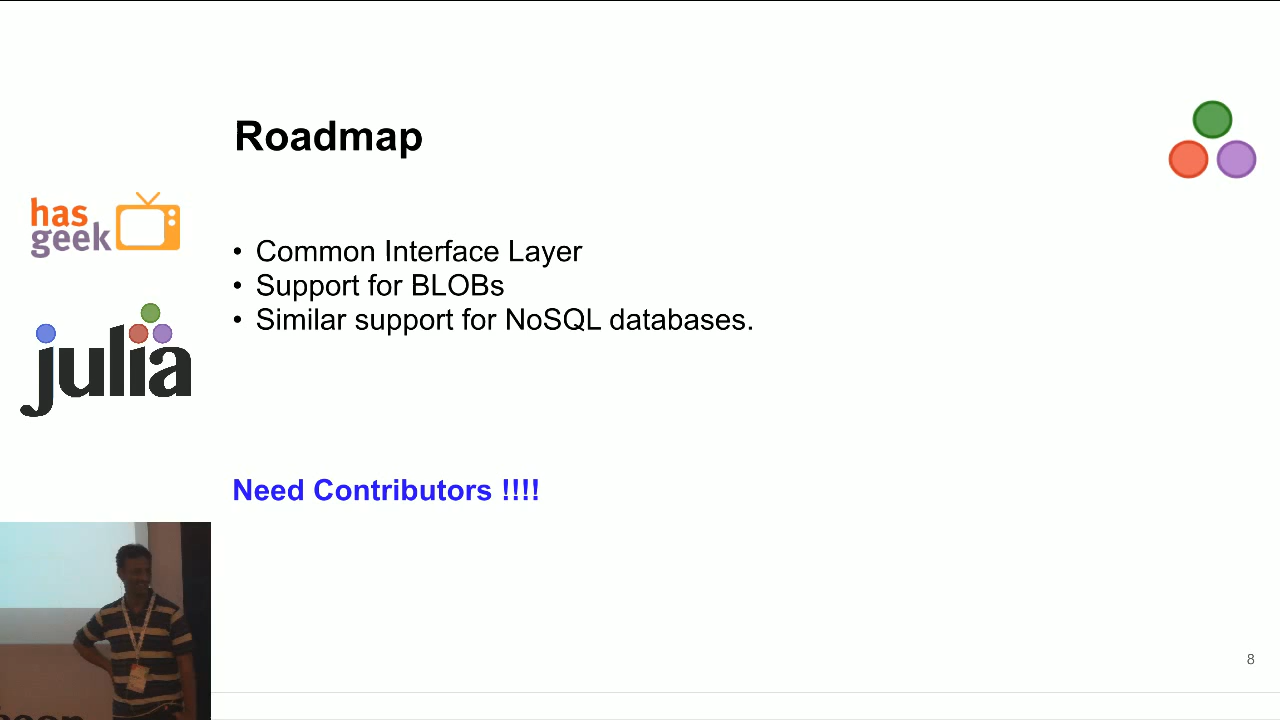 Roadmap
has
geek
• Common Interface Layer
• Support for BLOBs
• Similar support for NoSQL databases.
julia
Need Contributors !!!!
8